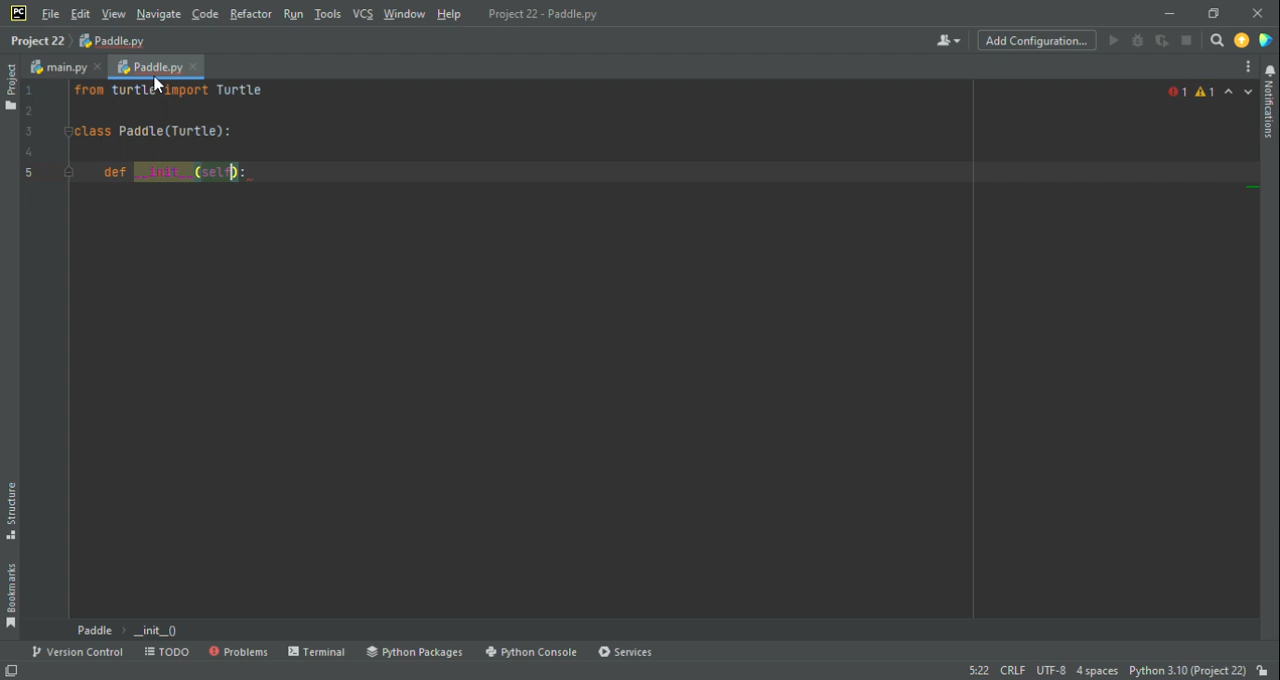 PC File Edit View Navigate Code Refactor Run Tools VCS Window Help Project 22 - Paddle.py
Project 22 Paddle.py Add Configuration...
Project main.py Paddle.py
1 from turtle import Turtle 1 1
2
3 class Paddle(Turtle):
4
5 def __init__(self):
Notifications
Structure
Bookmarks
Paddle __init__()
Version Control TODO Problems Terminal Python Packages Python Console Services
5:22 CRLF UTF-8 4 spaces Python 3.10 (Project 22)